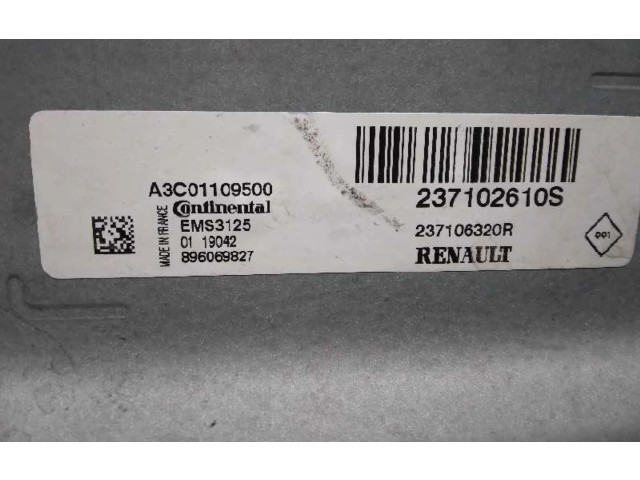 A3C01109500
Continental
EMS3125
01 19042
896069827
MADE IN FRANCE
237102610S
237106320R
RENAULT
001